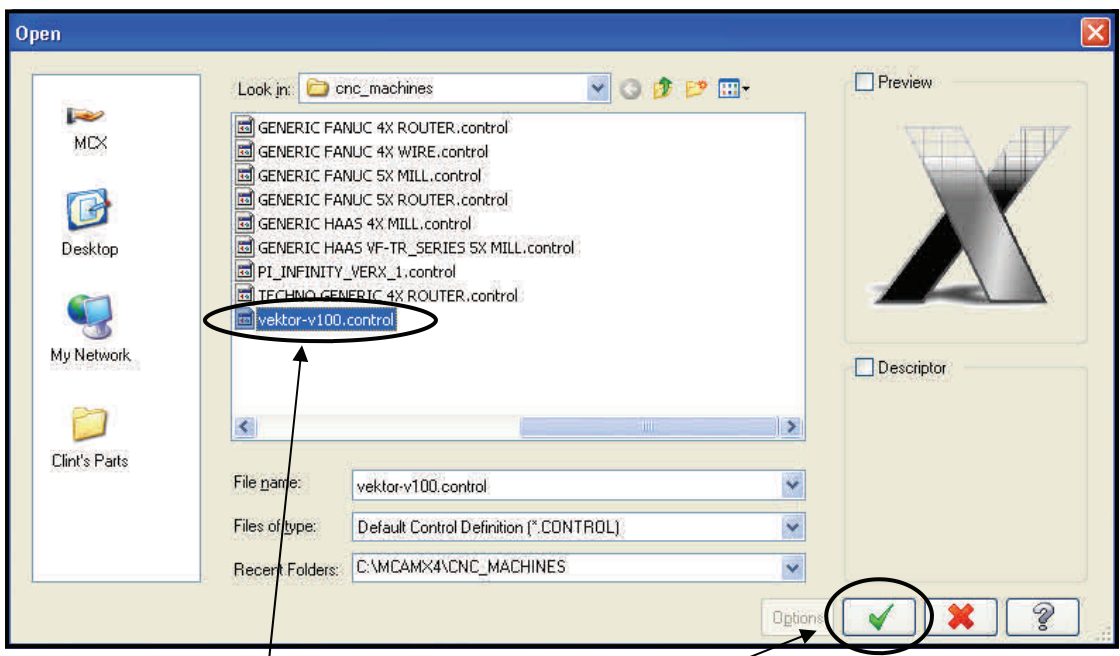 Open
MCX
Desktop
My Network
Clint's Parts
Look in:
cnc_machines
GENERIC FANUC 4X ROUTER.control
GENERIC FANUC 4X WIRE.control
GENERIC FANUC 5X MILL.control
GENERIC FANUC 5X ROUTER.control
GENERIC HAAS 4X MILL.control
GENERIC HAAS VF-TR_SERIES 5X MILL.control
PI_INFINITY_VERX_1.control
TECHNO GENERIC 4X ROUTER.control
vektor-v100.control
File name:
vektor-v100.control
Files of type:
Default Control Definition (*.CONTROL)
Recent Folders:
C:\MCAMX4\CNC_MACHINES
Preview
Descriptor
Options